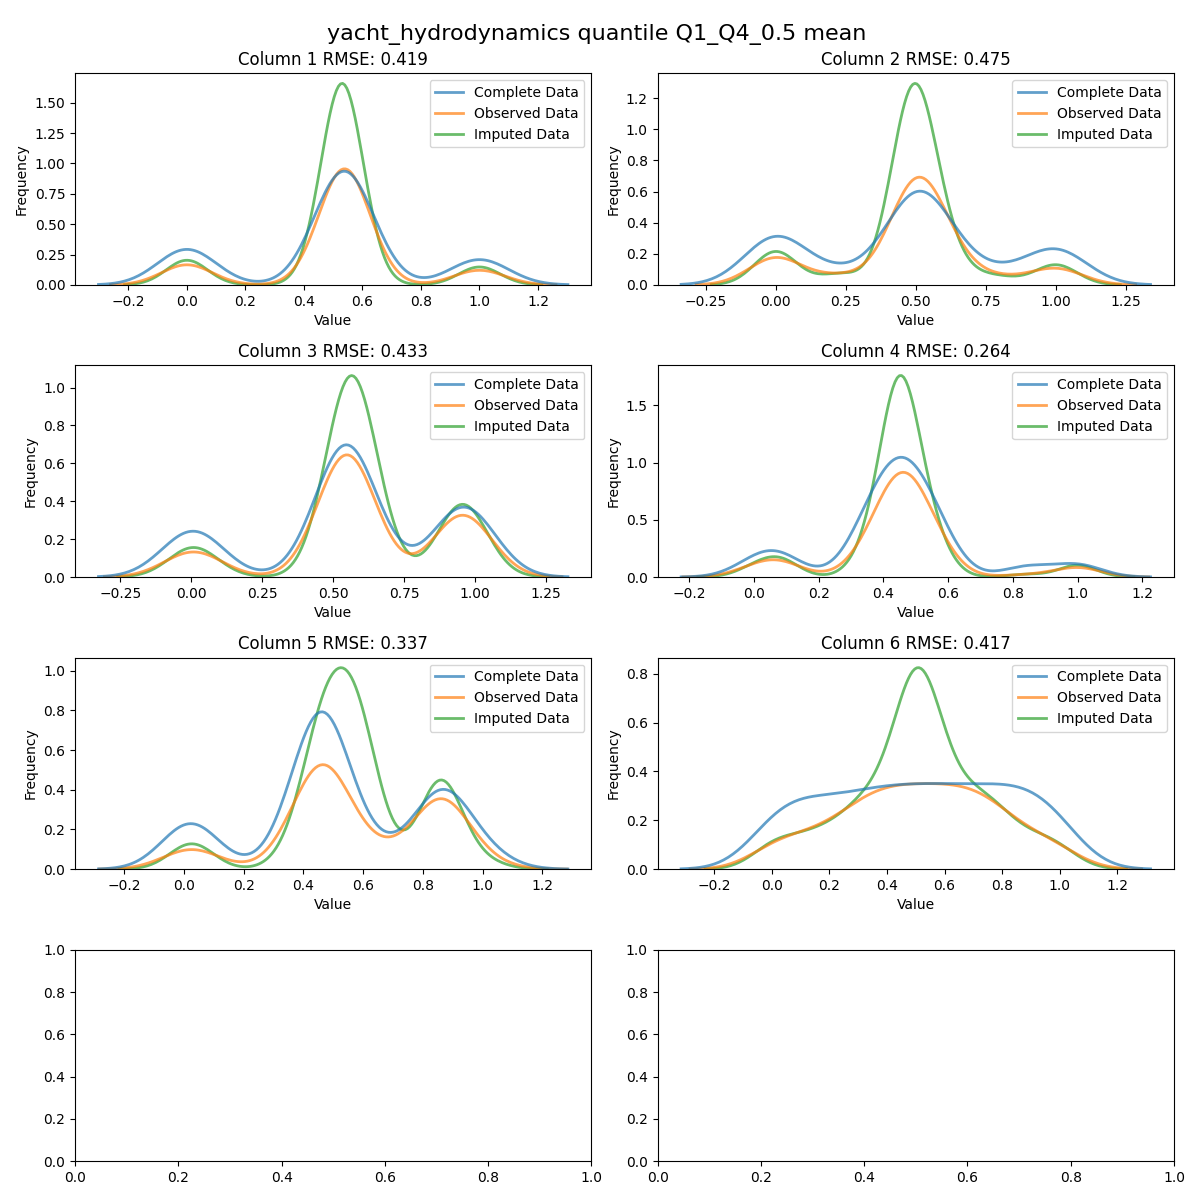 yacht_hydrodynamics quantile Q1_Q4_0.5 mean
Column 1 RMSE: 0.419
Complete Data
Observed Data
Imputed Data
Frequency
1.50
1.25
1.00
0.75
0.50
0.25
0.00
−0.2 0.0 0.2 0.4 0.6 0.8 1.0 1.2
Value
Column 2 RMSE: 0.475
Complete Data
Observed Data
Imputed Data
Frequency
1.2
1.0
0.8
0.6
0.4
0.2
0.0
−0.25 0.00 0.25 0.50 0.75 1.00 1.25
Value
Column 3 RMSE: 0.433
Complete Data
Observed Data
Imputed Data
Frequency
1.0
0.8
0.6
0.4
0.2
0.0
−0.25 0.00 0.25 0.50 0.75 1.00 1.25
Value
Column 4 RMSE: 0.264
Complete Data
Observed Data
Imputed Data
Frequency
1.5
1.0
0.5
0.0
−0.2 0.0 0.2 0.4 0.6 0.8 1.0 1.2
Value
Column 5 RMSE: 0.337
Complete Data
Observed Data
Imputed Data
Frequency
1.0
0.8
0.6
0.4
0.2
0.0
−0.2 0.0 0.2 0.4 0.6 0.8 1.0 1.2
Value
Column 6 RMSE: 0.417
Complete Data
Observed Data
Imputed Data
Frequency
0.8
0.6
0.4
0.2
0.0
−0.2 0.0 0.2 0.4 0.6 0.8 1.0 1.2
Value
1.0
0.8
0.6
0.4
0.2
0.0
0.0 0.2 0.4 0.6 0.8 1.0
1.0
0.8
0.6
0.4
0.2
0.0
0.0 0.2 0.4 0.6 0.8 1.0